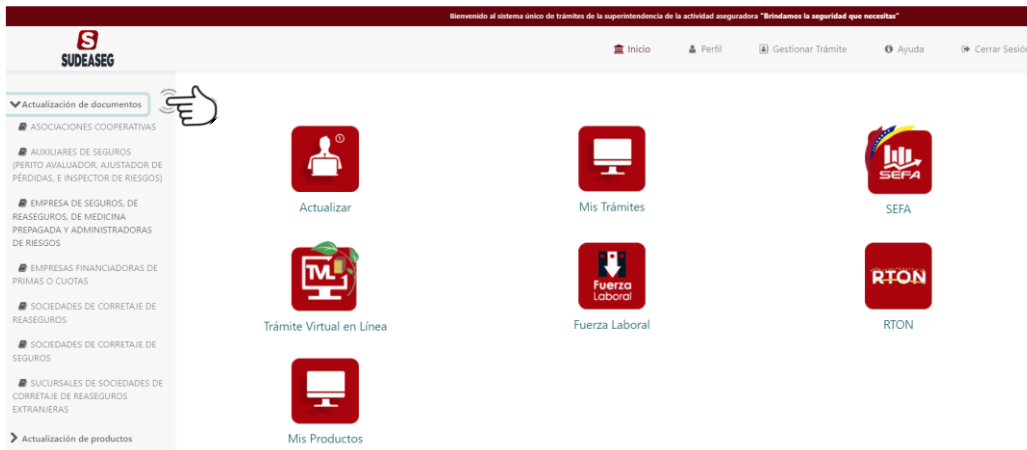 Bienvenido al sistema único de trámites de la superintendencia de la actividad aseguradora "Brindamos la seguridad que necesitas"
S
SUDEASEG
Inicio
Perfil
Gestionar Trámite
Ayuda
Cerrar Sesión
Actualización de documentos
ASOCIACIONES COOPERATIVAS
AUXILIARES DE SEGUROS
(PERITO AVALUADOR, AJUSTADOR DE
PÉRDIDAS, E INSPECTOR DE RIESGOS)
EMPRESA DE SEGUROS, DE
REASEGUROS, DE MEDICINA
PREPAGADA Y ADMINISTRADORAS
DE RIESGOS
EMPRESAS FINANCIADORAS DE
PRIMAS O CUOTAS
SOCIEDADES DE CORRETAJE DE
REASEGUROS
SOCIEDADES DE CORRETAJE DE
SEGUROS
SUCURSALES DE SOCIEDADES DE
CORRETAJE DE REASEGUROS
EXTRANJERAS
Actualización de productos
Actualizar
Mis Trámites
SEFA
SEFA
TVL
Trámite Virtual en Línea
Fuerza
Laboral
Fuerza Laboral
RTON
RTON
Mis Productos